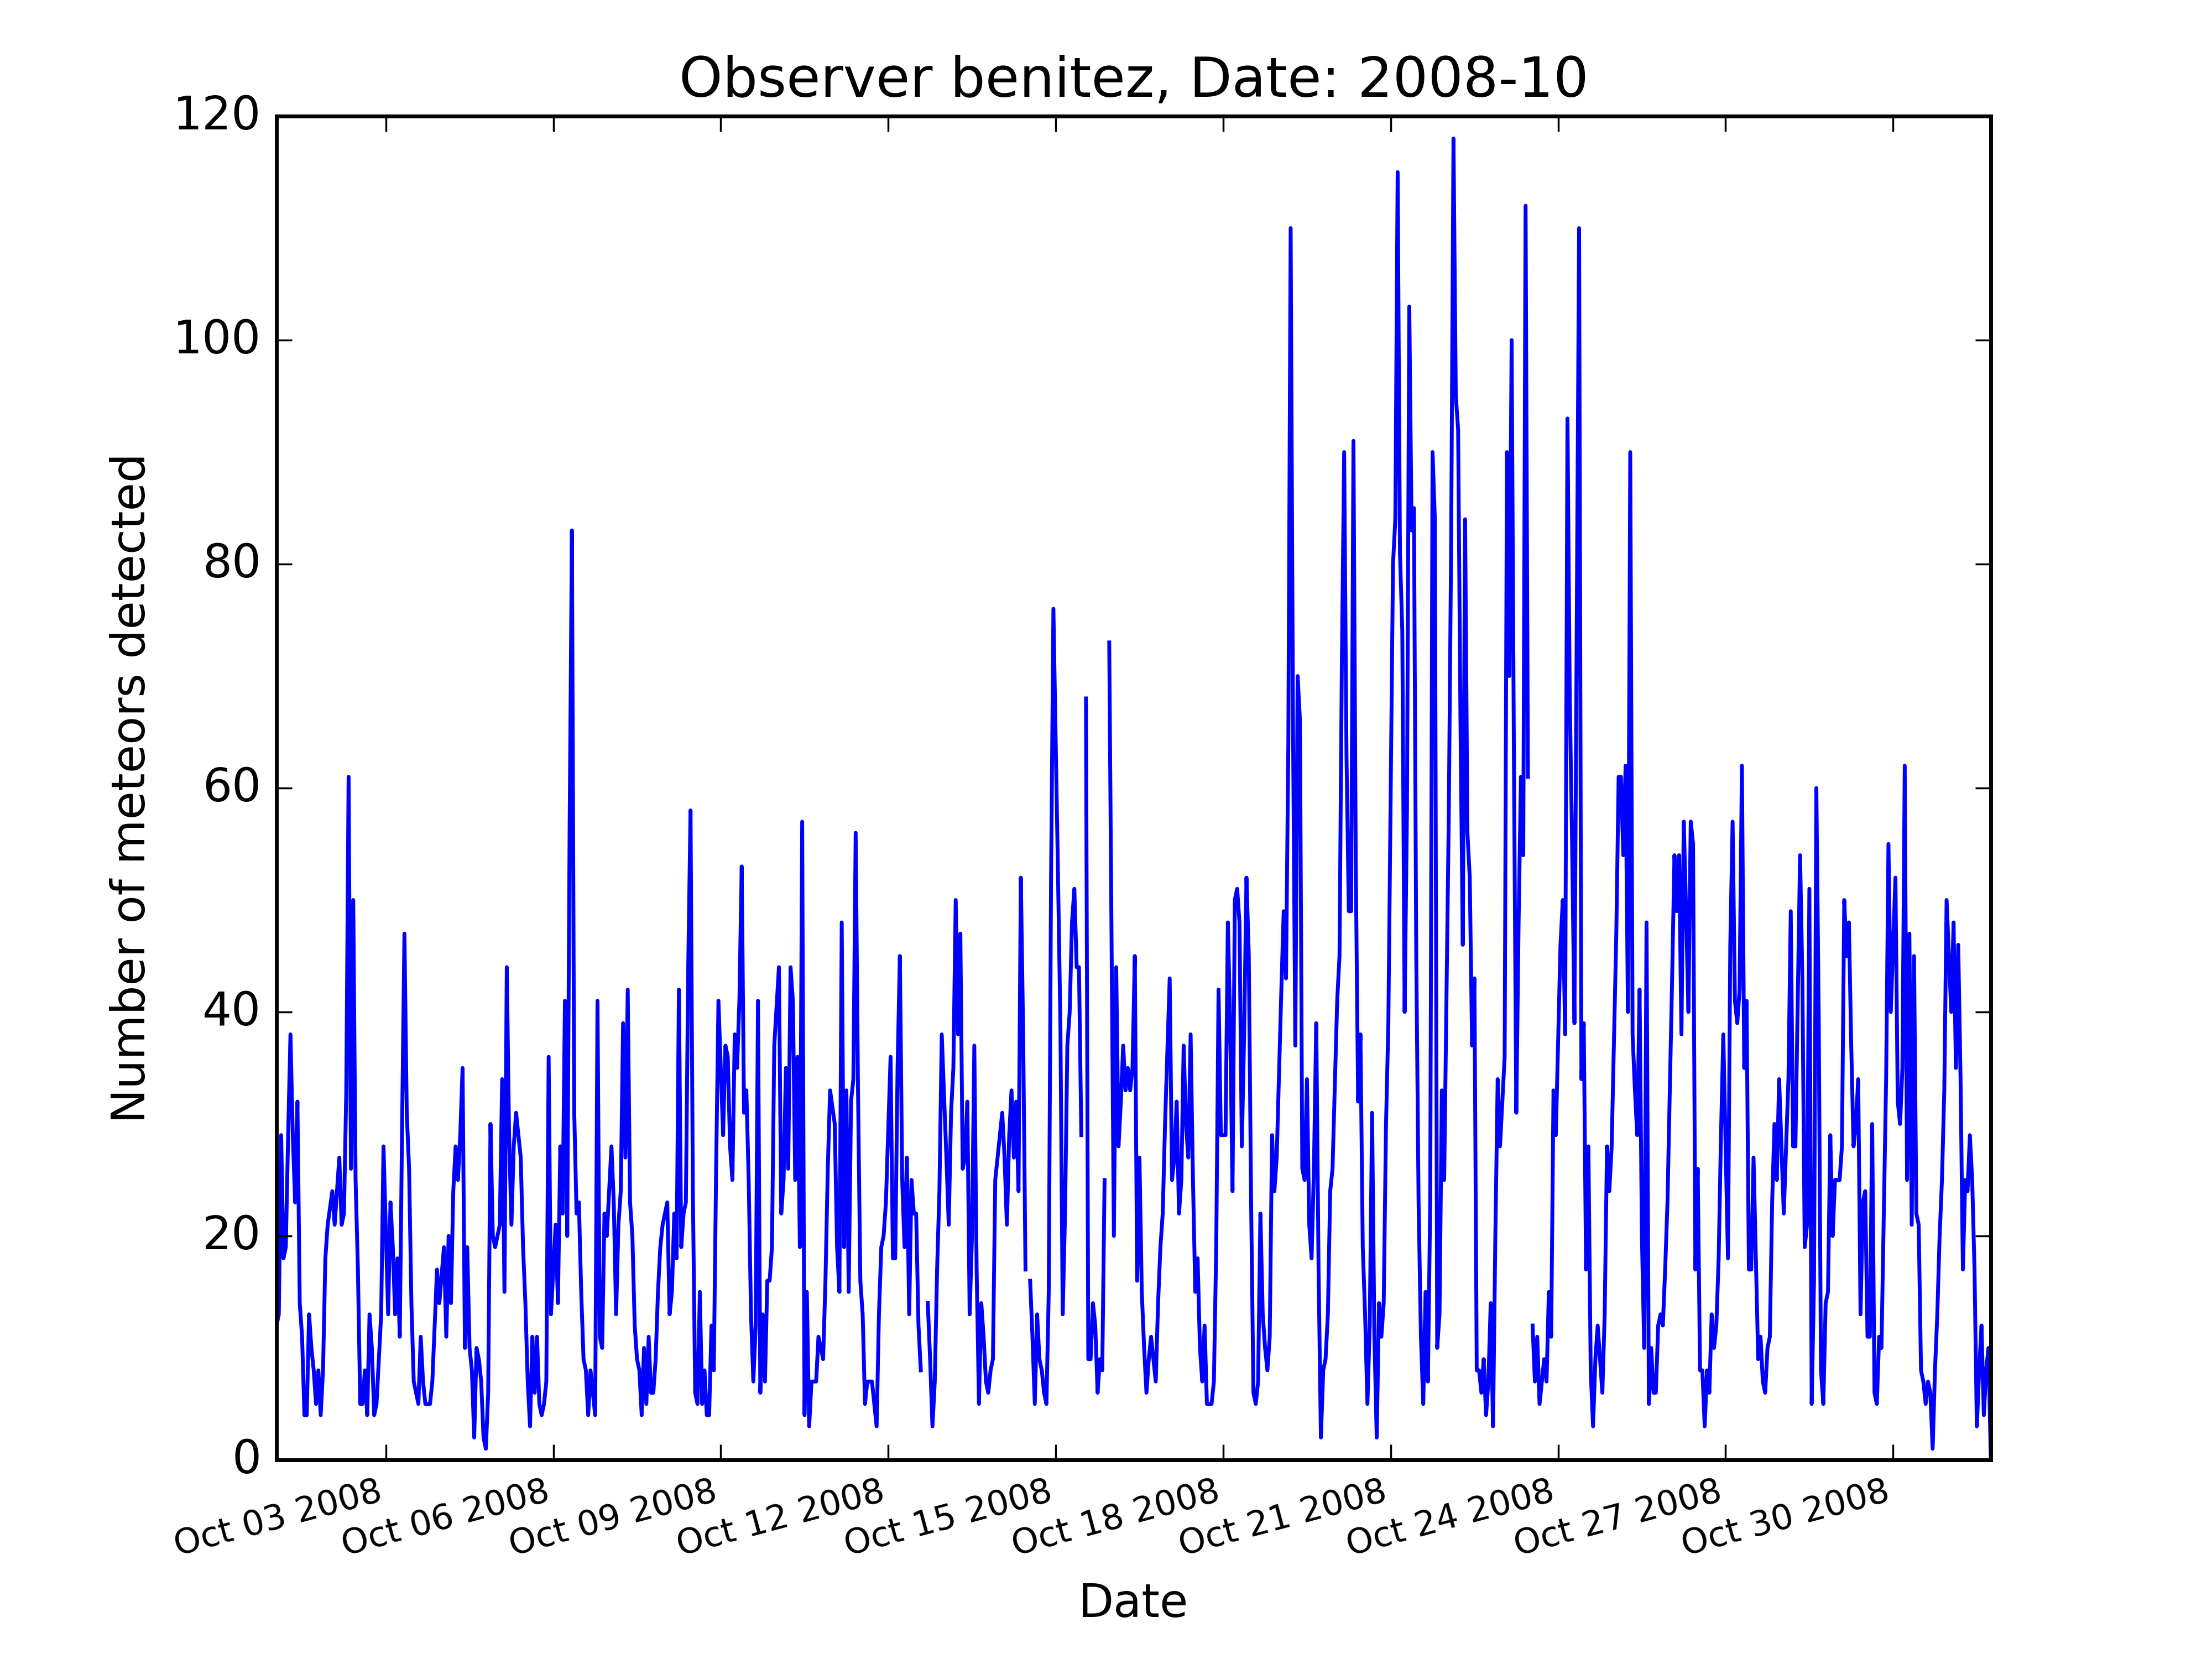 Observer benitez, Date: 2008-10
Number of meteors detected
120
100
80
60
40
20
0
Oct 03 2008
Oct 06 2008
Oct 09 2008
Oct 12 2008
Oct 15 2008
Oct 18 2008
Oct 21 2008
Oct 24 2008
Oct 27 2008
Oct 30 2008
Date